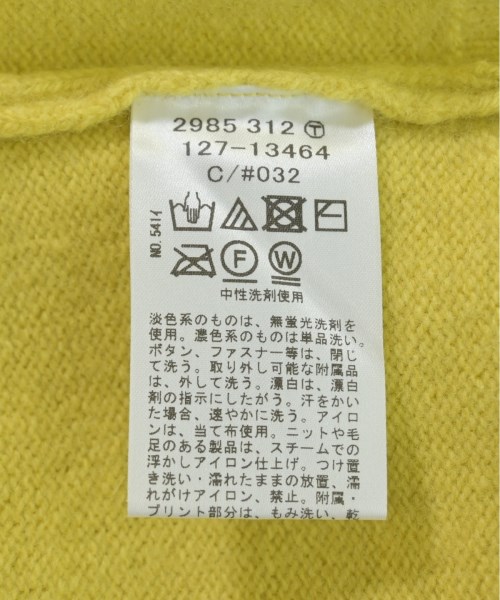 2985 312 Ⓣ
127-13464
C/#032
NO.5411
F W
中性洗剤使用
淡色系のものは、無蛍光洗剤を
使用。濃色系のものは単品洗い。
ボタン、ファスナー等は、閉じ
て洗う。取り外し可能な附属品
は、外して洗う。漂白は、漂白
剤の指示にしたがう。汗をかい
た場合、速やかに洗う。アイロ
ンは、当て布使用。ニットや毛
足のある製品は、スチームでの
浮かしアイロン仕上げ。つけ置
き洗い・濡れたままの放置、濡
れがけアイロン、禁止。附属・
プリント部分は、もみ洗い、乾